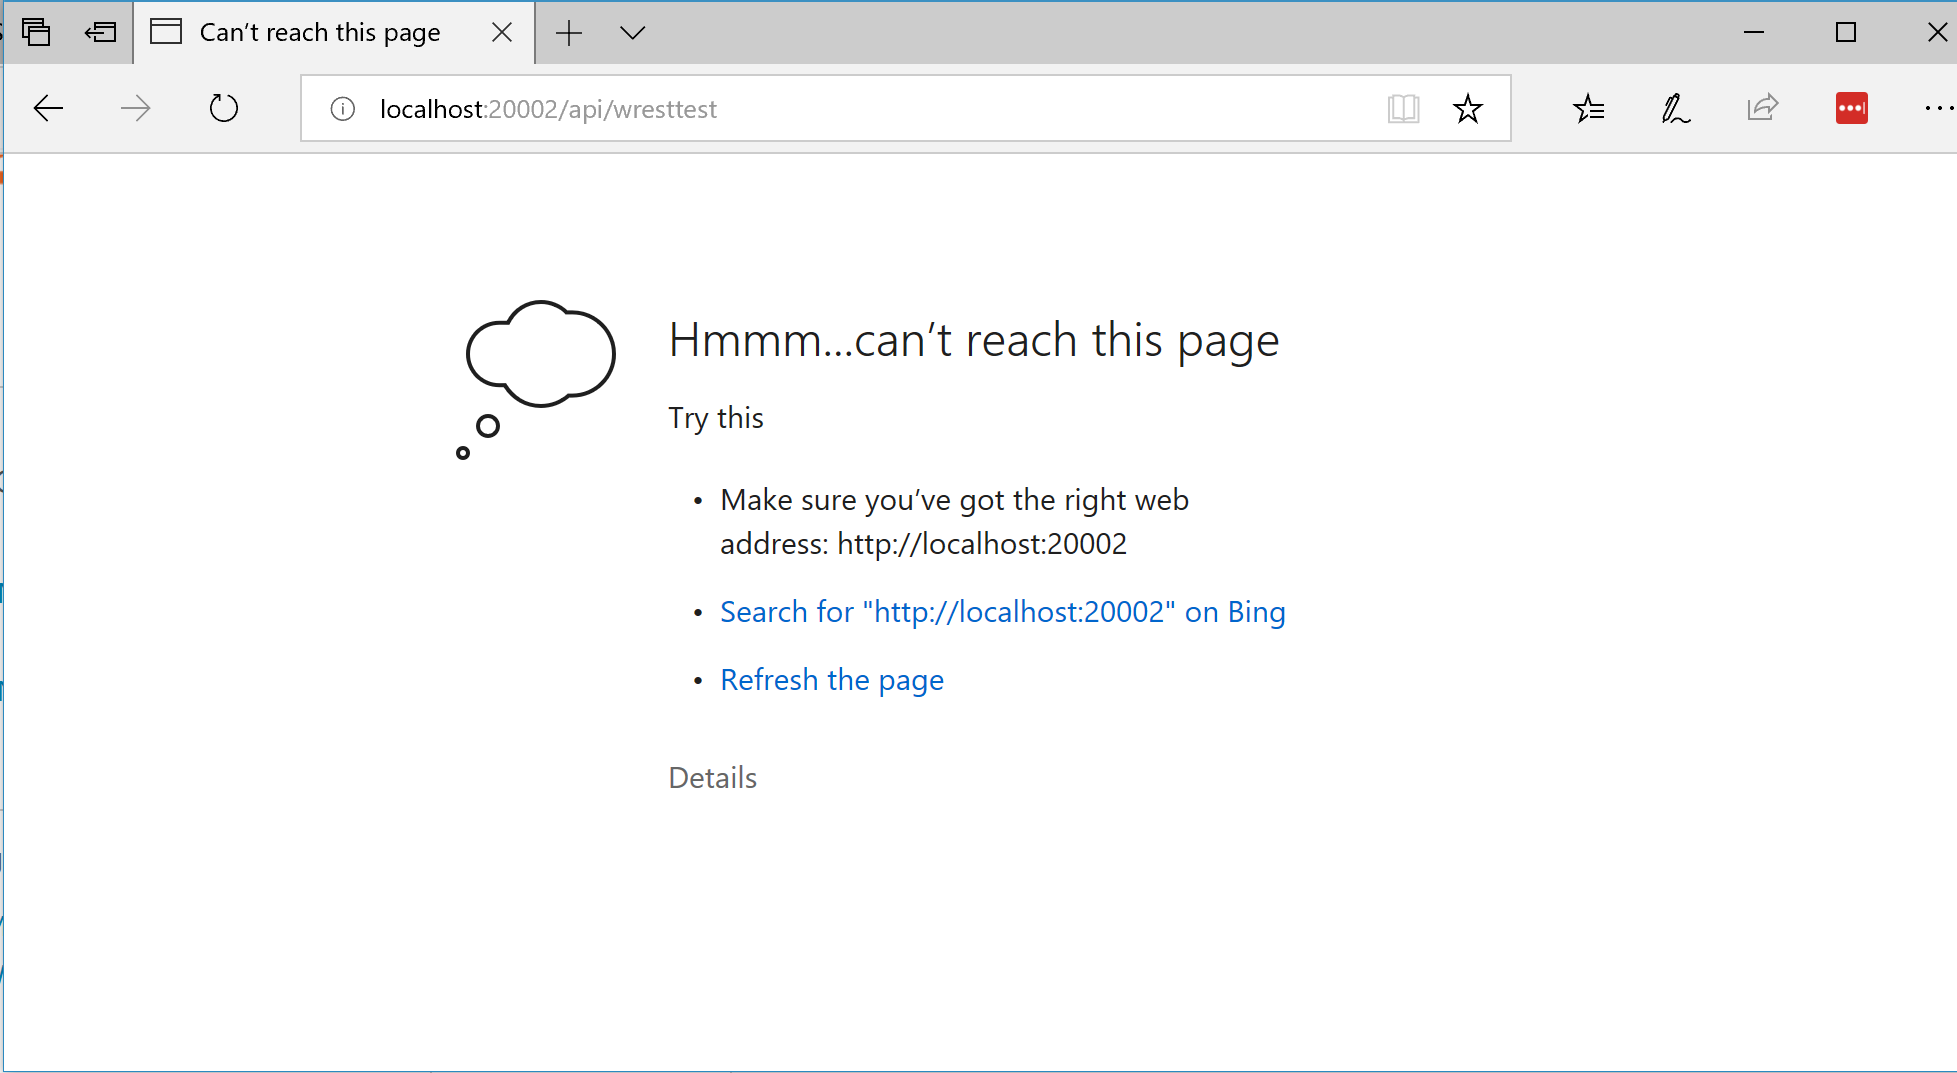 Can’t reach this page
localhost:20002/api/wresttest
Hmmm...can’t reach this page
Try this
• Make sure you’ve got the right web
address: http://localhost:20002
• Search for "http://localhost:20002" on Bing
• Refresh the page
Details